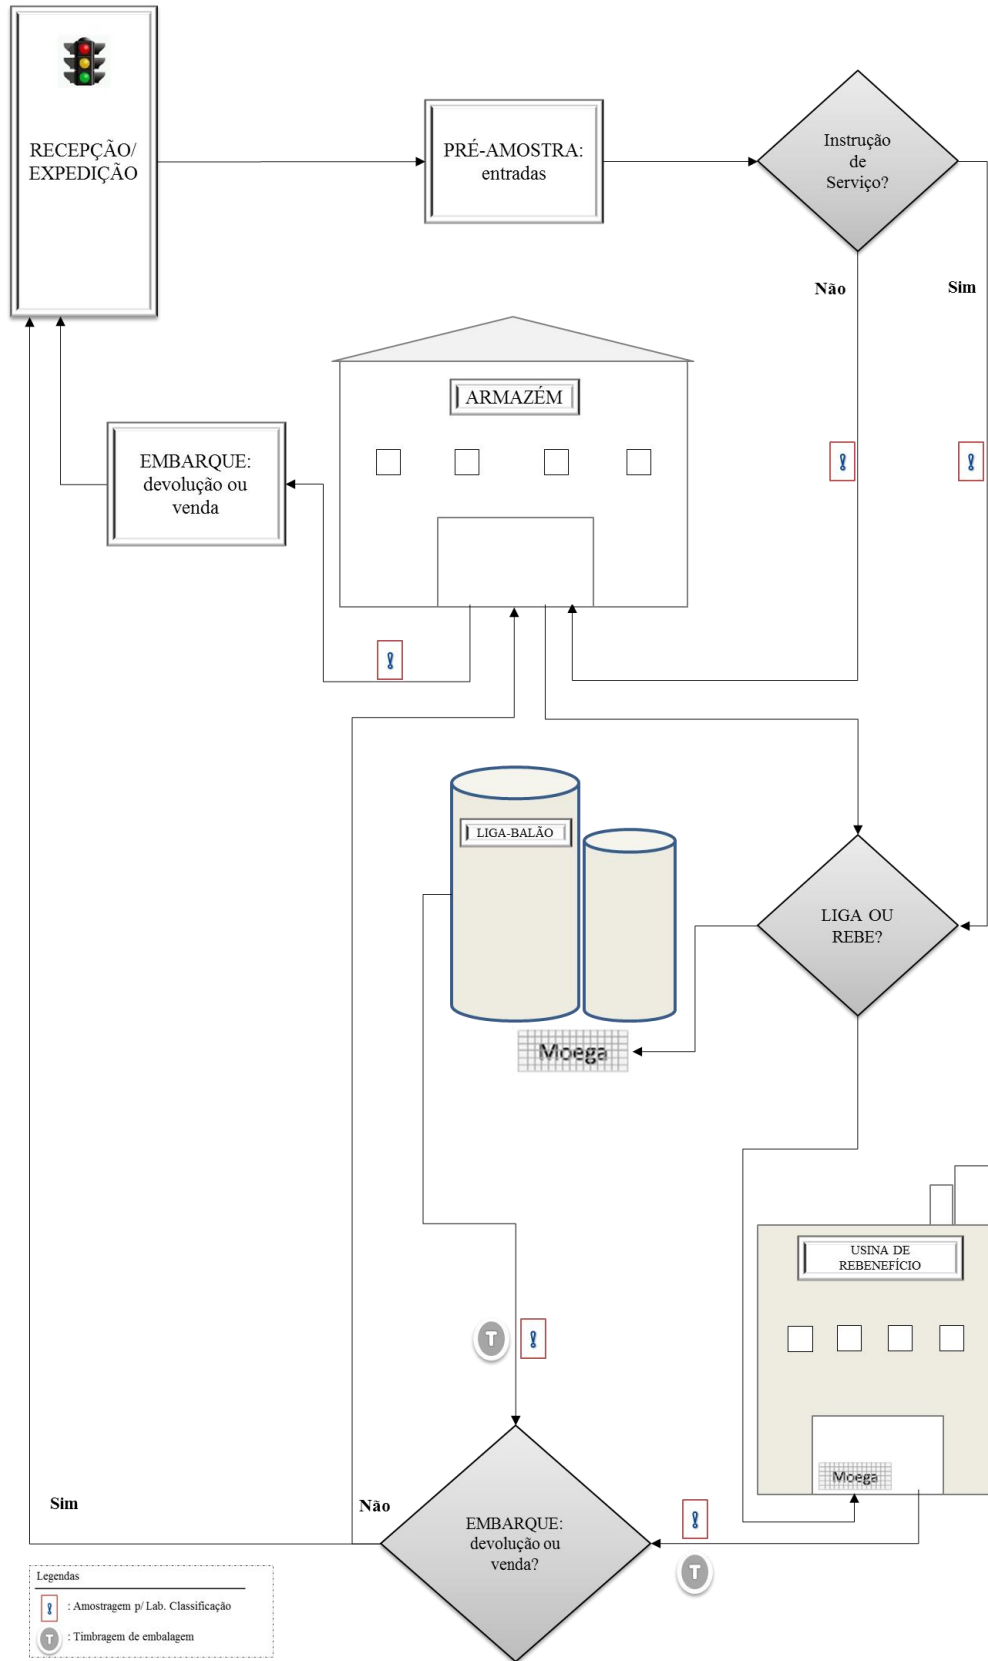 RECEPÇÃO/
EXPEDIÇÃO
PRÉ-AMOSTRA:
entradas
Instrução
de
Serviço?
Não
Sim
ARMAZÉM
EMBARQUE:
devolução ou
venda
LIGA-BALÃO
LIGA OU
REBE?
Moega
USINA DE
REBENEFÍCIO
Moega
T
Sim
Não
EMBARQUE:
devolução ou
venda?
T
Legendas
: Amostragem p/ Lab. Classificação
T : Timbragem de embalagem